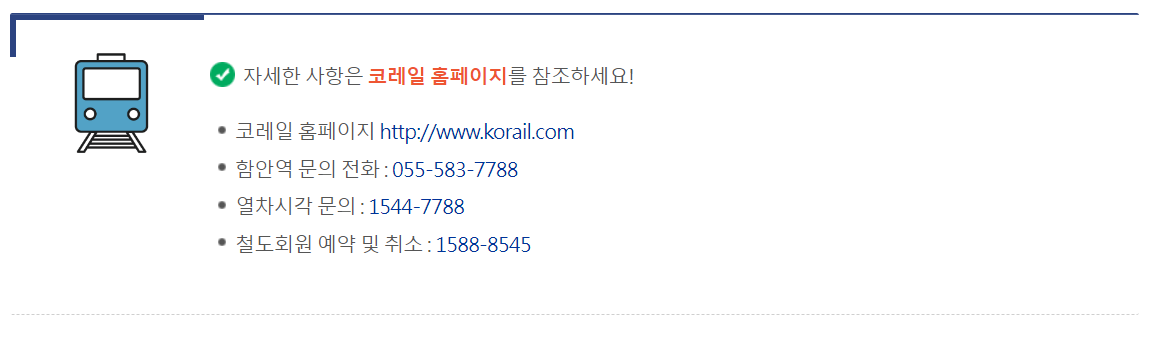 자세한 사항은 코레일 홈페이지를 참조하세요!
코레일 홈페이지 http://www.korail.com
함안역 문의 전화 : 055-583-7788
열차시각 문의 : 1544-7788
철도회원 예약 및 취소 : 1588-8545